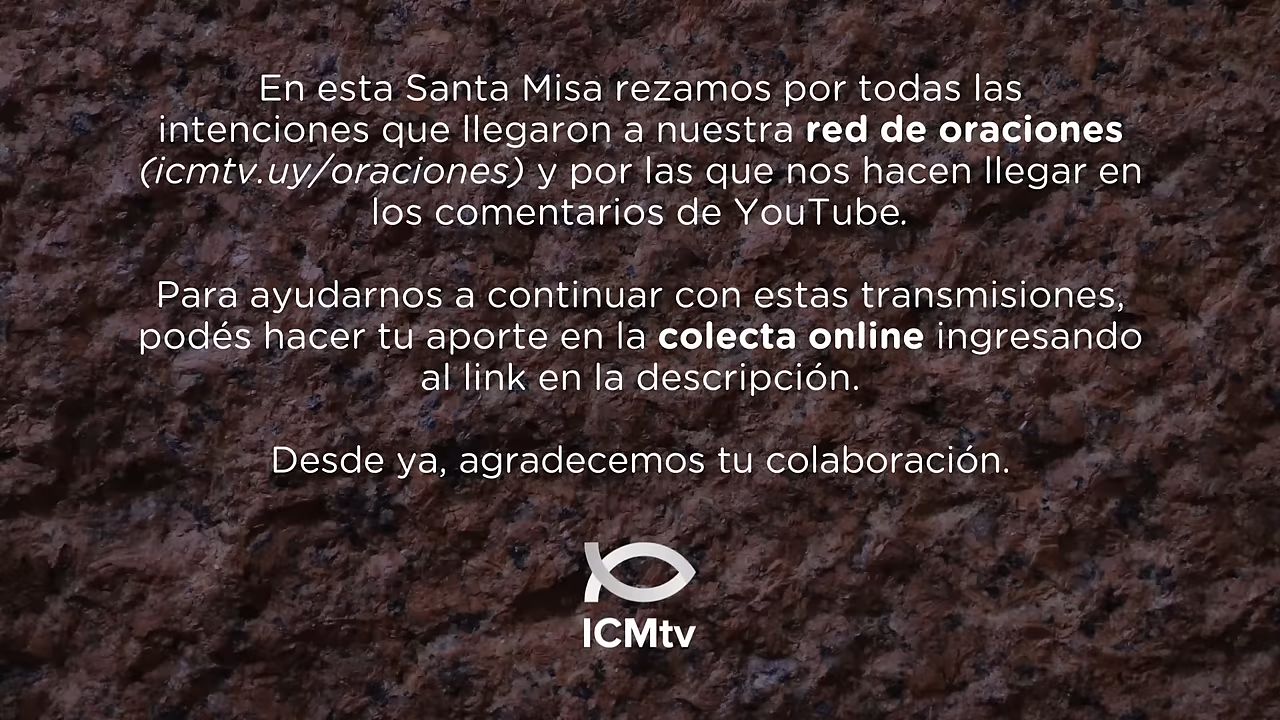 En esta Santa Misa rezamos por todas las
intenciones que llegaron a nuestra red de oraciones
(icmtv.uy/oraciones) y por las que nos hacen llegar en
los comentarios de YouTube.
Para ayudarnos a continuar con estas transmisiones,
podés hacer tu aporte en la colecta online ingresando
al link en la descripción.
Desde ya, agradecemos tu colaboración.
ICMtv